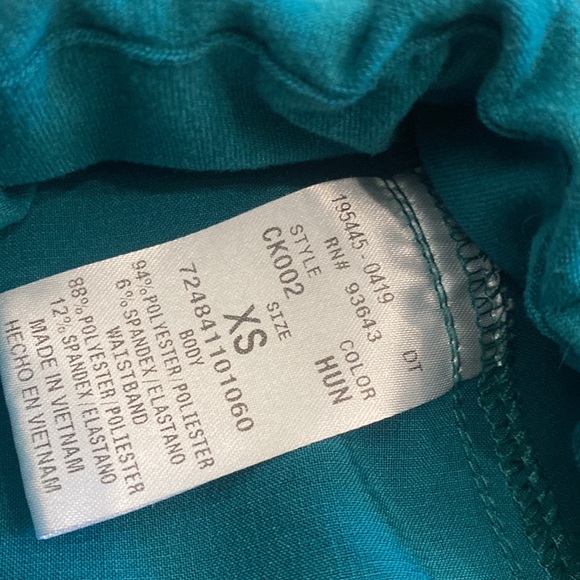 195445-0419 DT
RN# 93643
STYLE COLOR
CK002 HUN
SIZE
XS
724841101060
BODY
94% POLYESTER/POLIESTER
6% SPANDEX/ELASTANO
WAISTBAND
88% POLYESTER/POLIESTER
12% SPANDEX/ELASTANO
MADE IN VIETNAM
HECHO EN VIETNAM